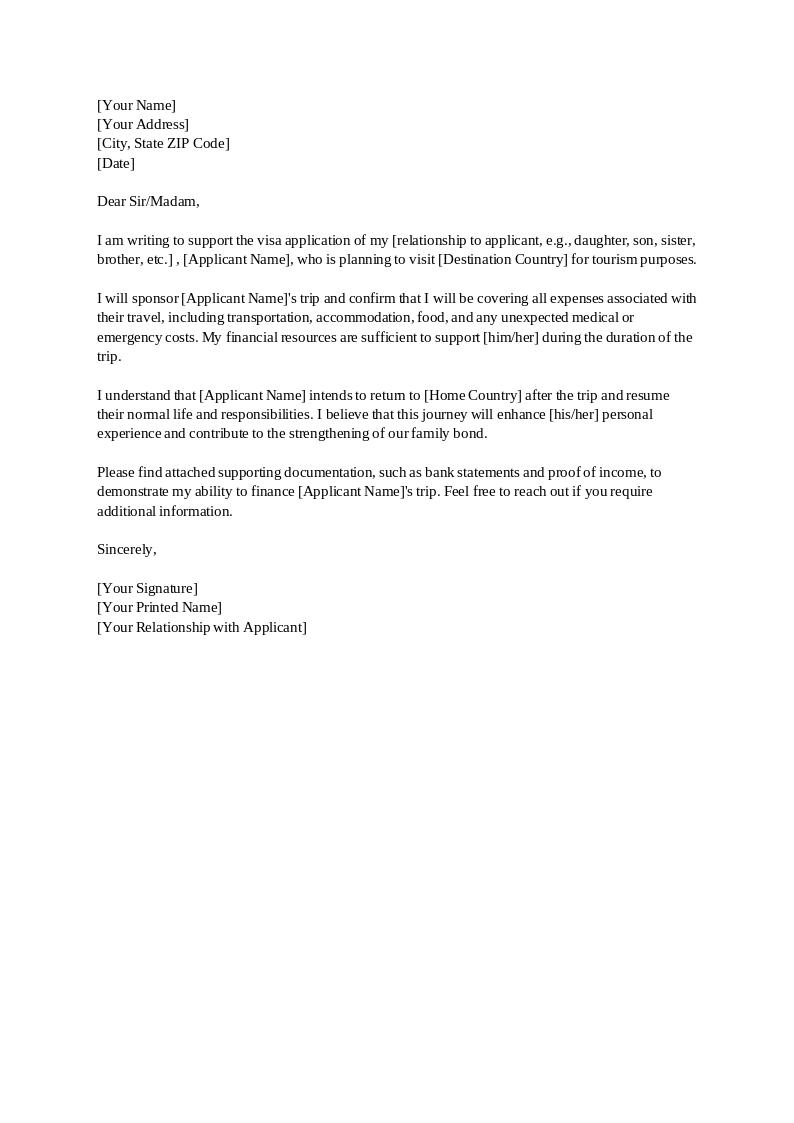 [Your Name]
[Your Address]
[City, State ZIP Code]
[Date]
Dear Sir/Madam,
I am writing to support the visa application of my [relationship to applicant, e.g., daughter, son, sister,
brother, etc.] , [Applicant Name], who is planning to visit [Destination Country] for tourism purposes.
I will sponsor [Applicant Name]'s trip and confirm that I will be covering all expenses associated with
their travel, including transportation, accommodation, food, and any unexpected medical or
emergency costs. My financial resources are sufficient to support [him/her] during the duration of the
trip.
I understand that [Applicant Name] intends to return to [Home Country] after the trip and resume
their normal life and responsibilities. I believe that this journey will enhance [his/her] personal
experience and contribute to the strengthening of our family bond.
Please find attached supporting documentation, such as bank statements and proof of income, to
demonstrate my ability to finance [Applicant Name]'s trip. Feel free to reach out if you require
additional information.
Sincerely,
[Your Signature]
[Your Printed Name]
[Your Relationship with Applicant]